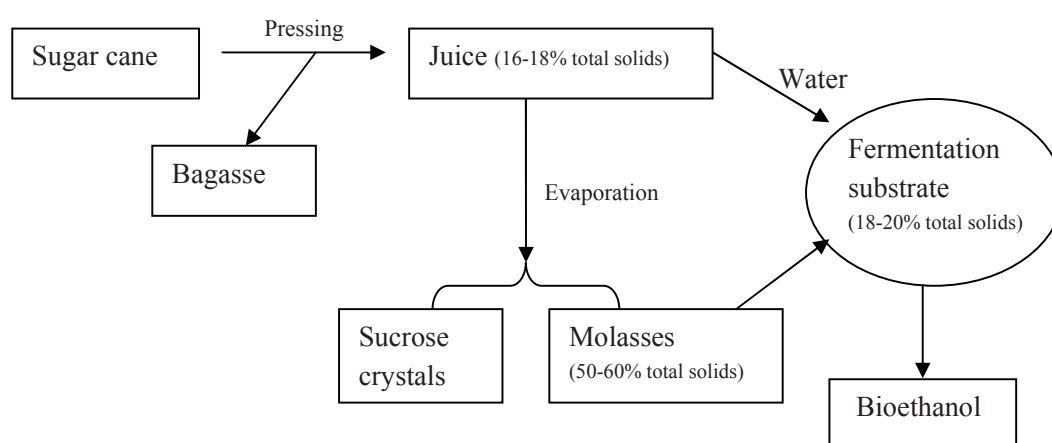 Pressing
Sugar cane
Juice (16-18% total solids)
Water
Bagasse
Fermentation
substrate
(18-20% total solids)
Evaporation
Sucrose
crystals
Molasses
(50-60% total solids)
Bioethanol